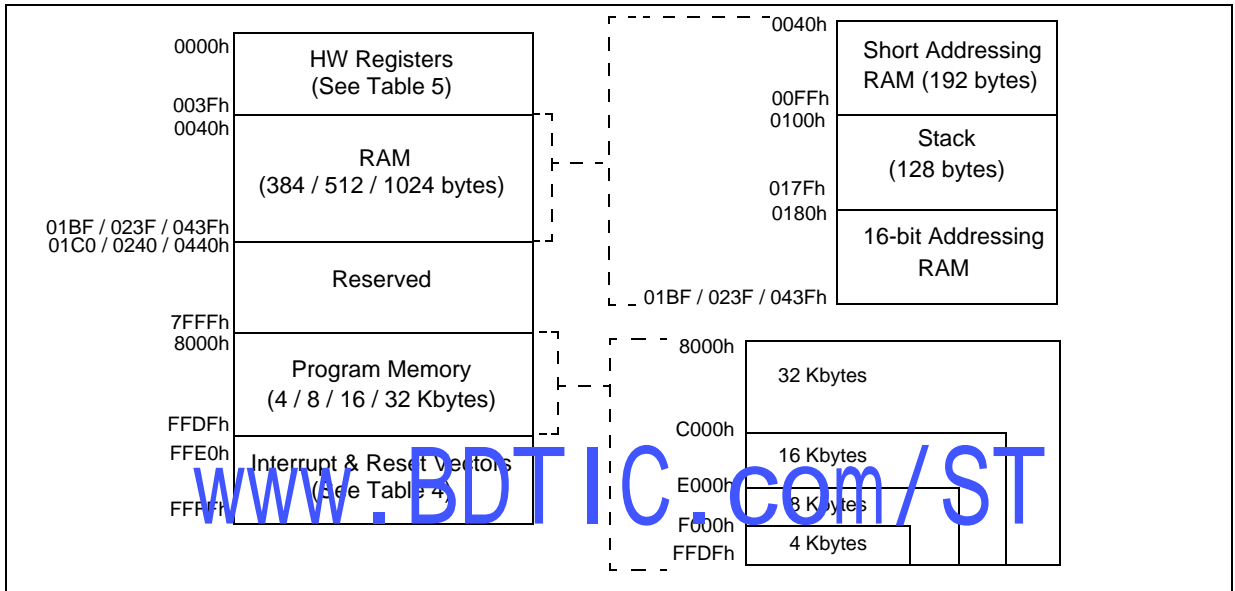 0000h
HW Registers
(See Table 5)
003Fh
0040h
RAM
(384 / 512 / 1024 bytes)
01BF / 023F / 043Fh
01C0 / 0240 / 0440h
Reserved
7FFFh
8000h
Program Memory
(4 / 8 / 16 / 32 Kbytes)
FFDFh
FFE0h
Interrupt & Reset Vectors
(See Table 4)
FFFFh
0040h
Short Addressing
RAM (192 bytes)
00FFh
0100h
Stack
(128 bytes)
017Fh
0180h
16-bit Addressing
RAM
01BF / 023F / 043Fh
8000h
32 Kbytes
C000h
16 Kbytes
E000h
8 Kbytes
F000h
4 Kbytes
FFDFh
www.BDTIC.com/ST